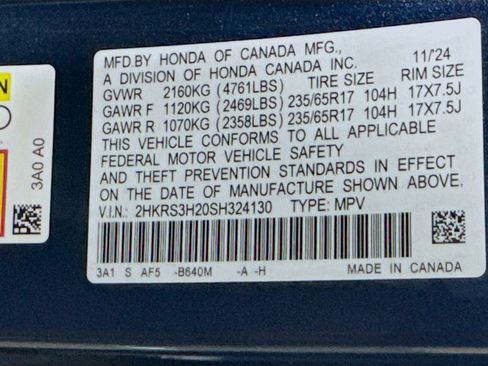 MFD.BY HONDA OF CANADA MFG., 11/24
A DIVISION OF HONDA CANADA INC.
GVWR 2160KG (4761LBS) TIRE SIZE RIM SIZE
GAWR F 1120KG (2469LBS) 235/65R17 104H 17X7.5J
GAWR R 1070KG (2358LBS) 235/65R17 104H 17X7.5J
THIS VEHICLE CONFORMS TO ALL APPLICABLE
FEDERAL MOTOR VEHICLE SAFETY
AND THEFT PREVENTION STANDARDS IN EFFECT
ON THE DATE OF MANUFACTURE SHOWN ABOVE.
V.I.N.: 2HKRS3H20SH324130 TYPE: MPV
3A1 S AF5 -B640M -A -H MADE IN CANADA
3A0 A0
N